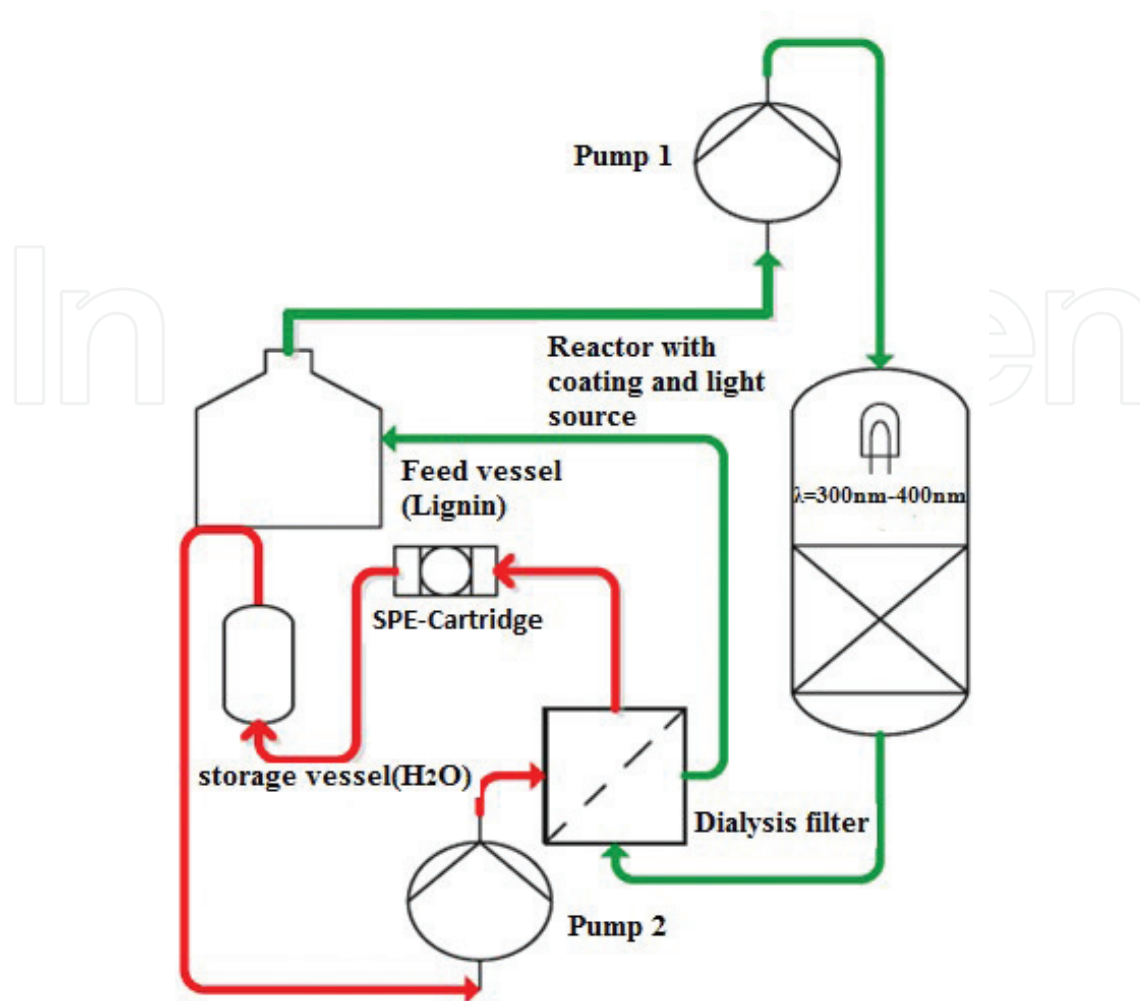 Pump 1
Reactor with
coating and light
source
λ=300nm-400nm
Feed vessel
(Lignin)
SPE-Cartridge
storage vessel(H2O)
Dialysis filter
Pump 2